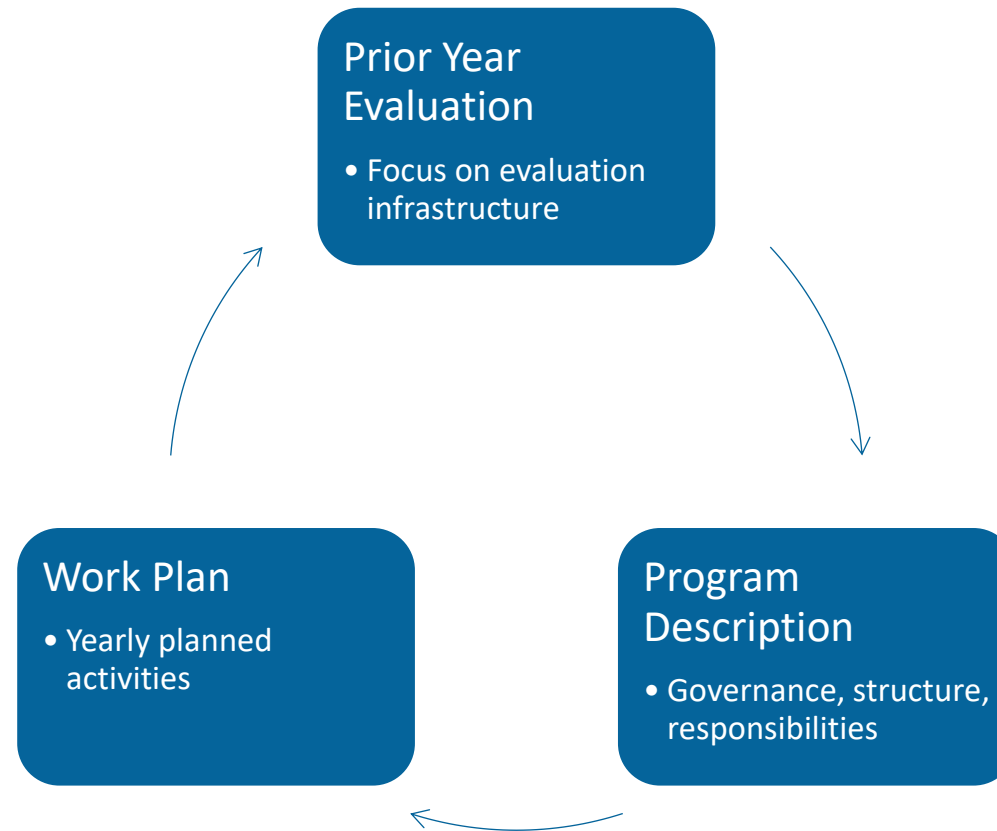 Prior Year
Evaluation
• Focus on evaluation
infrastructure
Work Plan
• Yearly planned
activities
Program
Description
• Governance, structure,
responsibilities